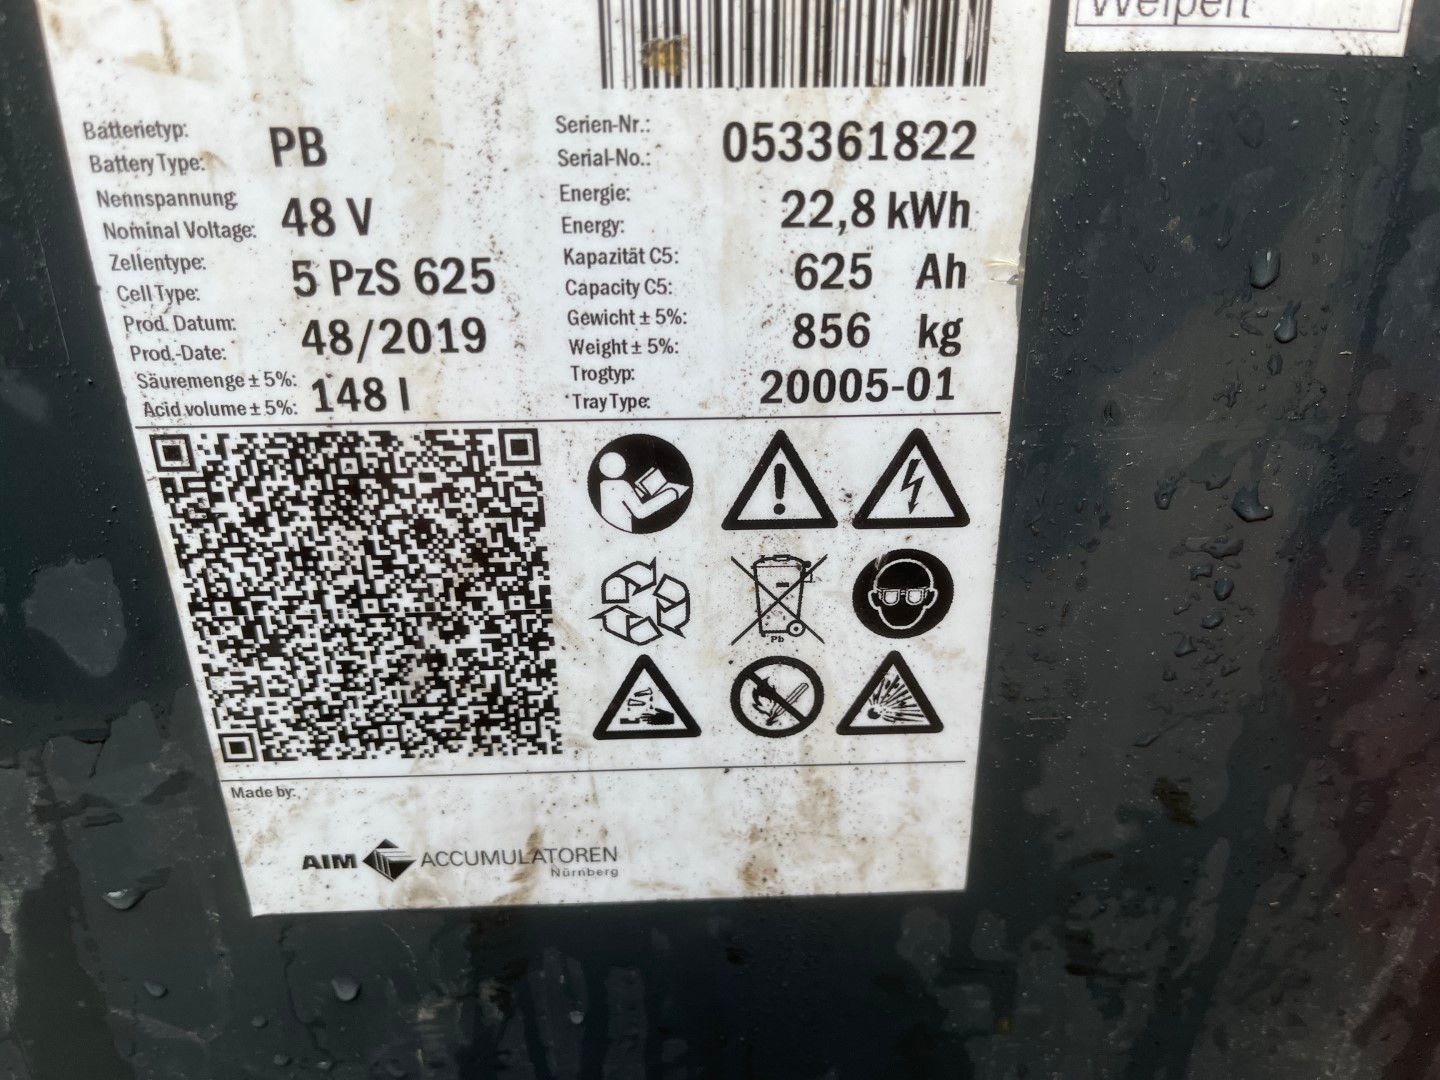 Welpert
Batterietyp:
Battery Type:
PB
Serien-Nr.:
Serial-No.:
053361822
Nennspannung:
Nominal Voltage:
48 V
Energie:
Energy:
22,8 kWh
Zellentype:
Cell Type:
5 PzS 625
Kapazität C5:
Capacity C5:
625 Ah
Prod. Datum:
Prod.-Date:
48/2019
Gewicht ± 5%:
Weight ± 5%:
856 kg
Säuremenge ± 5%:
Acid volume ± 5%:
148 l
Trogtyp:
Tray Type:
20005-01
Pb
Made by:
AIM ACCUMULATOREN
Nürnberg